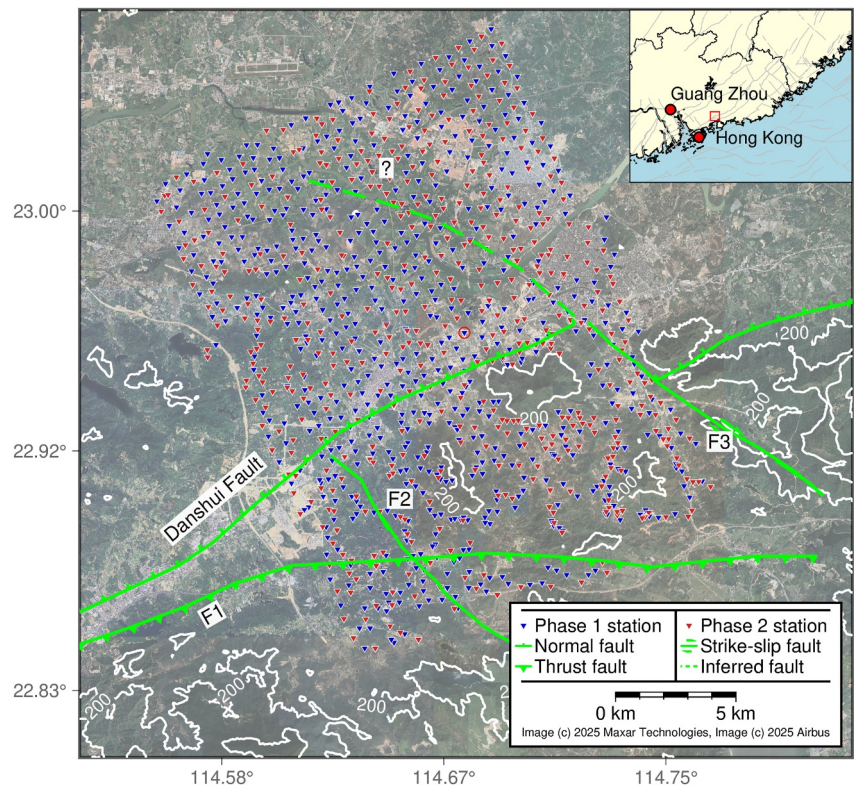 Guang Zhou
Hong Kong
?
23.00°
200
200
200
F3
22.92°
Danshui Fault
F2
200
200
F1
Phase 1 station
Phase 2 station
Normal fault
Strike-slip fault
Thrust fault
Inferred fault
200
200
200
22.83°
0 km
5 km
Image (c) 2025 Maxar Technologies, Image (c) 2025 Airbus
114.58°
114.67°
114.75°